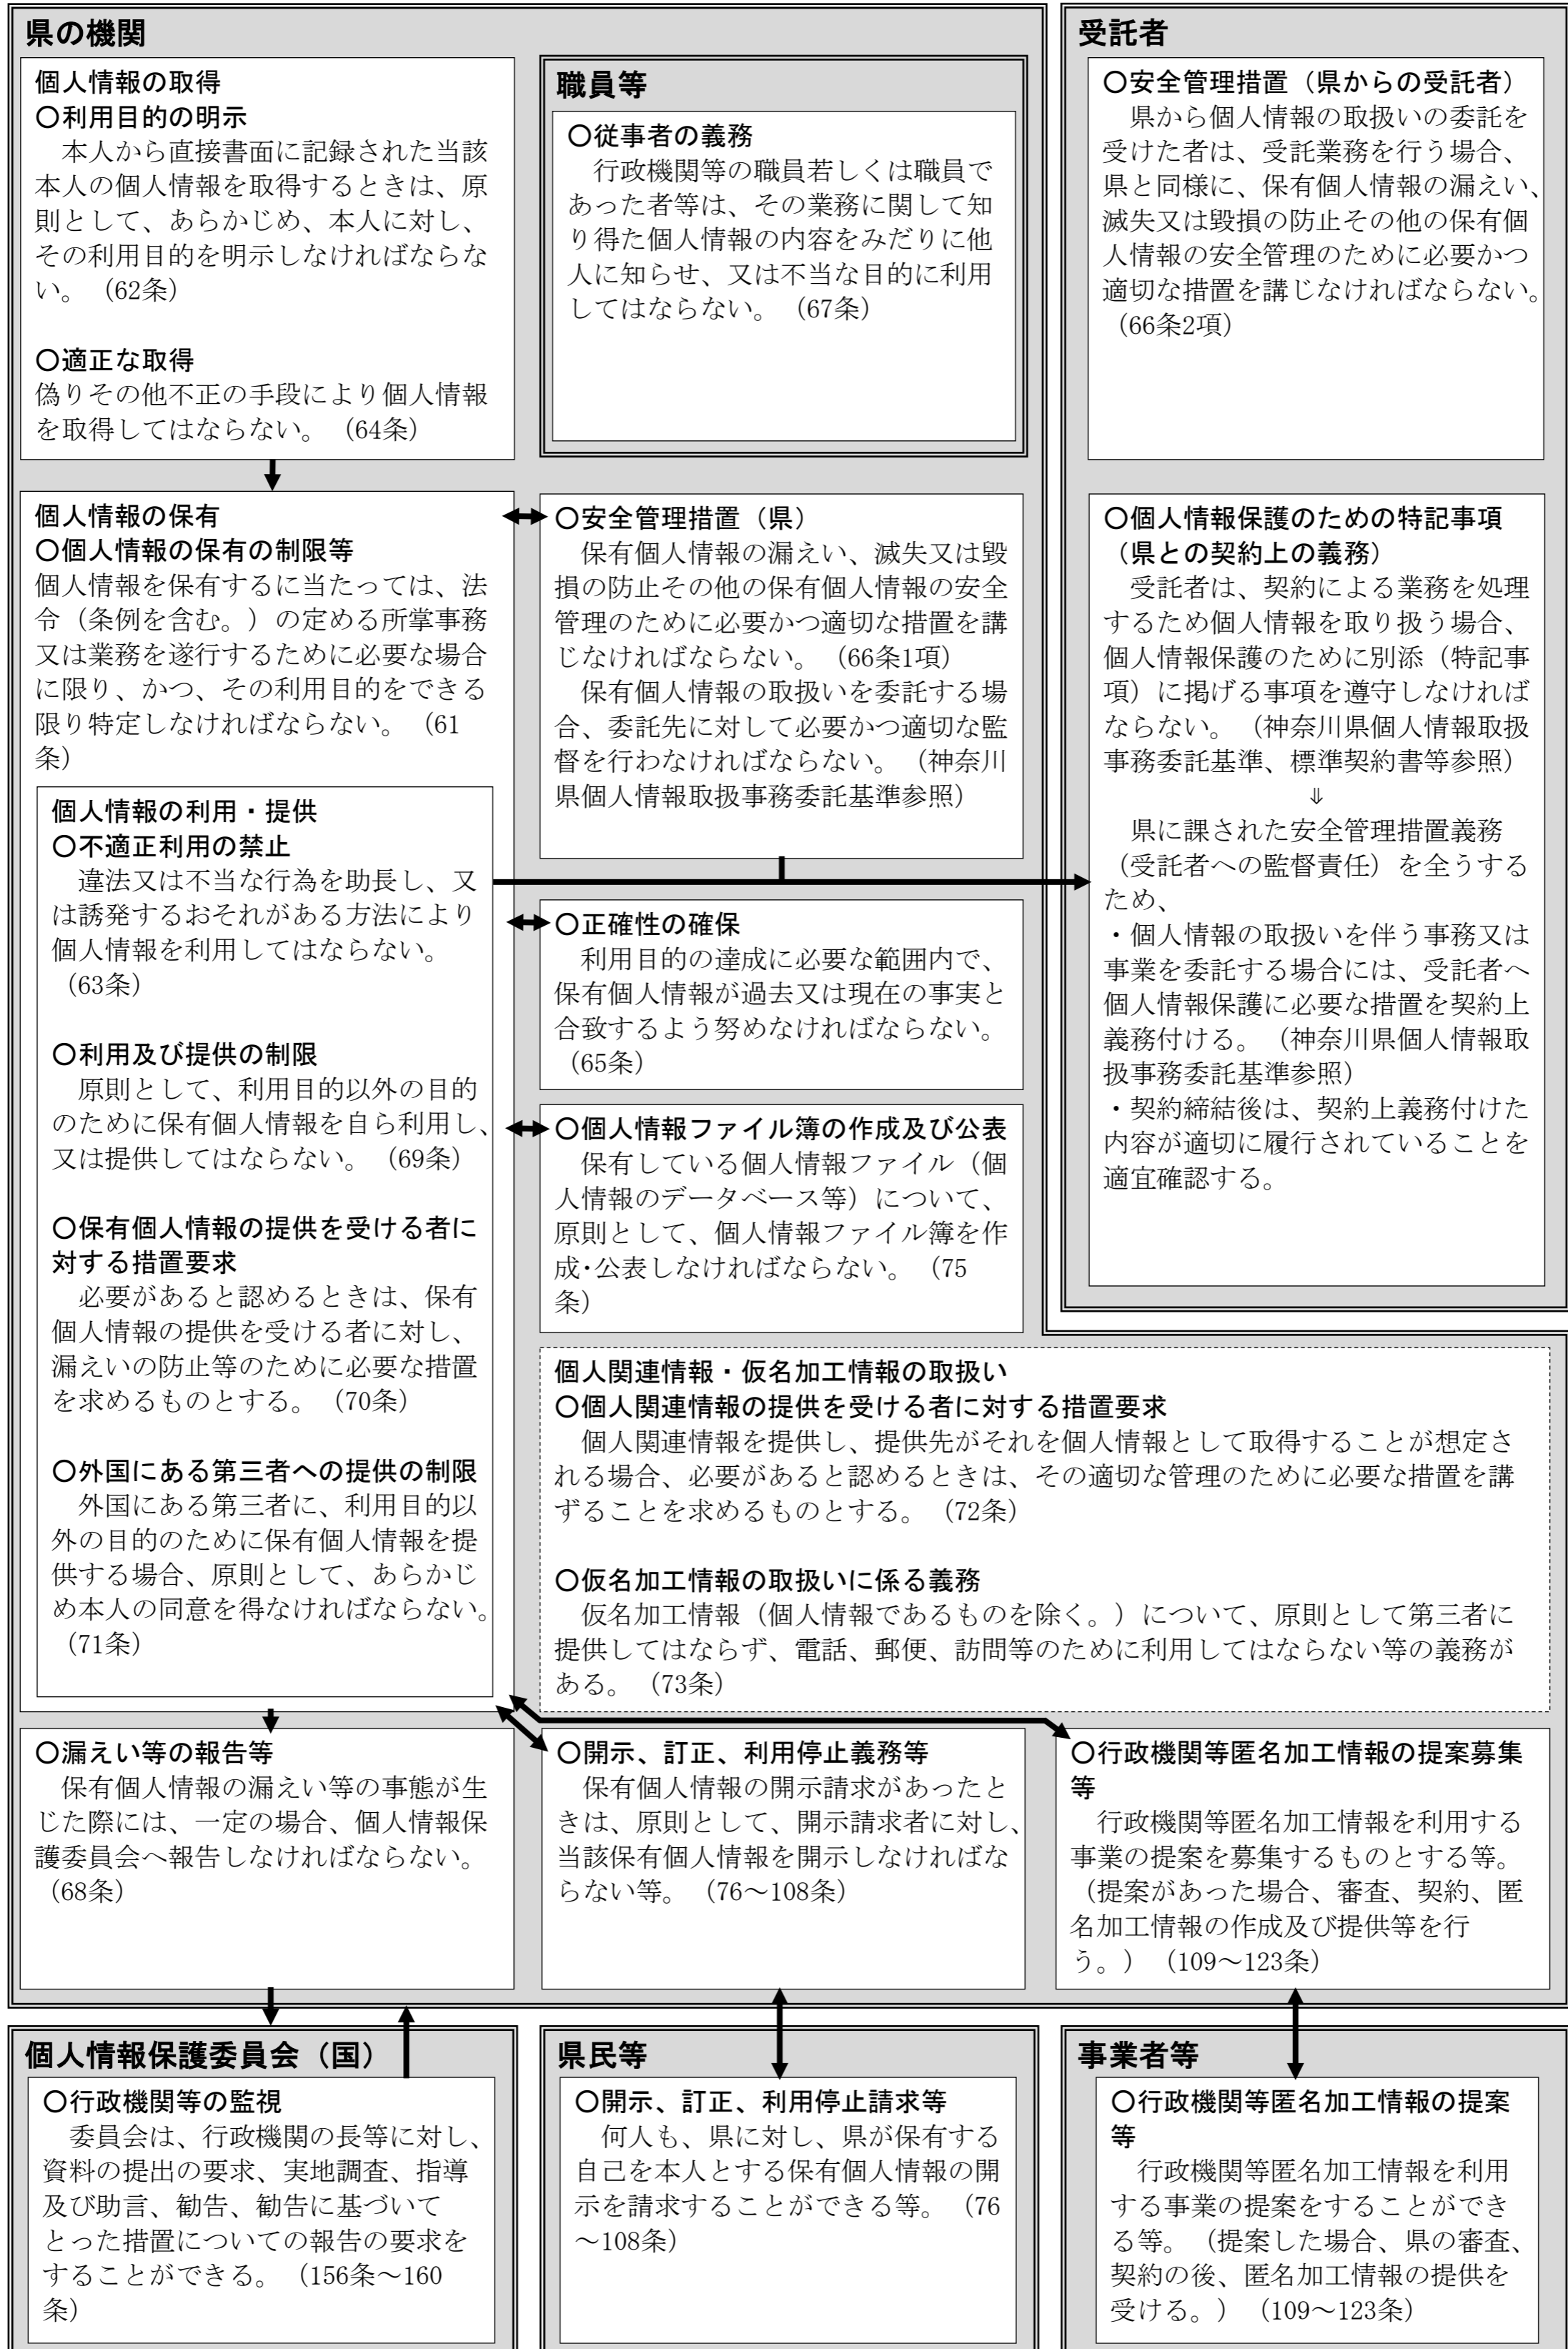 県の機関
個人情報の取得
〇利用目的の明示
本人から直接書面に記録された当該
本人の個人情報を取得するときは、原
則として、あらかじめ、本人に対し、
その利用目的を明示しなければならな
い。（62条）
〇適正な取得
偽りその他不正の手段により個人情報
を取得してはならない。（64条）
職員等
〇従事者の義務
行政機関等の職員若しくは職員で
あった者等は、その業務に関して知
り得た個人情報の内容をみだりに他
人に知らせ、又は不当な目的に利用
してはならない。（67条）
受託者
〇安全管理措置（県からの受託者）
県から個人情報の取扱いの委託を
受けた者は、受託業務を行う場合、
県と同様に、保有個人情報の漏えい、
滅失又は毀損の防止その他の保有個
人情報の安全管理のために必要かつ
適切な措置を講じなければならない。
（66条2項）
個人情報の保有
〇個人情報の保有の制限等
個人情報を保有するに当たっては、法
令（条例を含む。）の定める所掌事務
又は業務を遂行するために必要な場合
に限り、かつ、その利用目的をできる
限り特定しなければならない。（61
条）
個人情報の利用・提供
〇不適正利用の禁止
違法又は不当な行為を助長し、又
は誘発するおそれがある方法により
個人情報を利用してはならない。
（63条）
〇利用及び提供の制限
原則として、利用目的以外の目的
のために保有個人情報を自ら利用し、
又は提供してはならない。（69条）
〇保有個人情報の提供を受ける者に
対する措置要求
必要があると認めるときは、保有
個人情報の提供を受ける者に対し、
漏えいの防止等のために必要な措置
を求めるものとする。（70条）
〇外国にある第三者への提供の制限
外国にある第三者に、利用目的以
外の目的のために保有個人情報を提
供する場合、原則として、あらかじ
め本人の同意を得なければならない。
（71条）
〇安全管理措置（県）
保有個人情報の漏えい、滅失又は毀
損の防止その他の保有個人情報の安全
管理のために必要かつ適切な措置を講
じなければならない。（66条1項）
保有個人情報の取扱いを委託する場
合、委託先に対して必要かつ適切な監
督を行わなければならない。（神奈川
県個人情報取扱事務委託基準参照）
〇正確性の確保
利用目的の達成に必要な範囲内で、
保有個人情報が過去又は現在の事実と
合致するよう努めなければならない。
（65条）
〇個人情報ファイル簿の作成及び公表
保有している個人情報ファイル（個
人情報のデータベース等）について、
原則として、個人情報ファイル簿を作
成・公表しなければならない。（75
条）
〇個人情報保護のための特記事項
（県との契約上の義務）
受託者は、契約による業務を処理
するため個人情報を取り扱う場合、
個人情報保護のために別添（特記事
項）に掲げる事項を遵守しなければ
ならない。（神奈川県個人情報取扱
事務委託基準、標準契約書等参照）
⇓
県に課された安全管理措置義務
（受託者への監督責任）を全うする
ため、
・個人情報の取扱いを伴う事務又は
事業を委託する場合には、受託者へ
個人情報保護に必要な措置を契約上
義務付ける。（神奈川県個人情報取
扱事務委託基準参照）
・契約締結後は、契約上義務付けた
内容が適切に履行されていることを
適宜確認する。
個人関連情報・仮名加工情報の取扱い
〇個人関連情報の提供を受ける者に対する措置要求
個人関連情報を提供し、提供先がそれを個人情報として取得することが想定さ
れる場合、必要があると認めるときは、その適切な管理のために必要な措置を講
ずることを求めるものとする。（72条）
〇仮名加工情報の取扱いに係る義務
仮名加工情報（個人情報であるものを除く。）について、原則として第三者に
提供してはならず、電話、郵便、訪問等のために利用してはならない等の義務が
ある。（73条）
〇漏えい等の報告等
保有個人情報の漏えい等の事態が生
じた際には、一定の場合、個人情報保
護委員会へ報告しなければならない。
（68条）
〇開示、訂正、利用停止義務等
保有個人情報の開示請求があったと
きは、原則として、開示請求者に対し、
当該保有個人情報を開示しなければな
らない等。（76～108条）
〇行政機関等匿名加工情報の提案募集
等
行政機関等匿名加工情報を利用する
事業の提案を募集するものとする等。
（提案があった場合、審査、契約、匿
名加工情報の作成及び提供等を行
う。）（109～123条）
個人情報保護委員会（国）
〇行政機関等の監視
委員会は、行政機関の長等に対し、
資料の提出の要求、実地調査、指導
及び助言、勧告、勧告に基づいて
とった措置についての報告の要求を
することができる。（156条～160
条）
県民等
〇開示、訂正、利用停止請求等
何人も、県に対し、県が保有する
自己を本人とする保有個人情報の開
示を請求することができる等。（76
～108条）
事業者等
〇行政機関等匿名加工情報の提案
等
行政機関等匿名加工情報を利用
する事業の提案をすることができ
る等。（提案した場合、県の審査、
契約の後、匿名加工情報の提供を
受ける。）（109～123条）